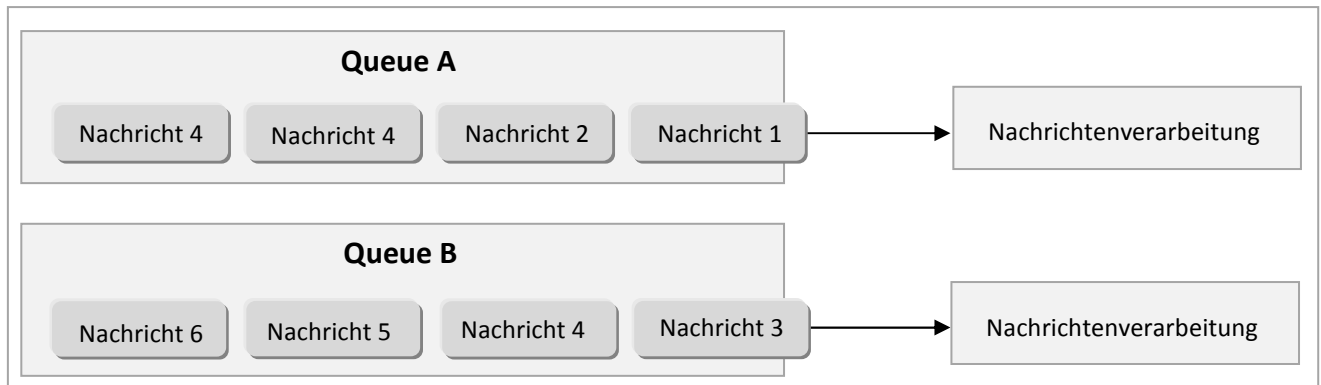 Queue A
Nachricht 4
Nachricht 4
Nachricht 2
Nachricht 1
Nachrichtenverarbeitung
Queue B
Nachricht 6
Nachricht 5
Nachricht 4
Nachricht 3
Nachrichtenverarbeitung